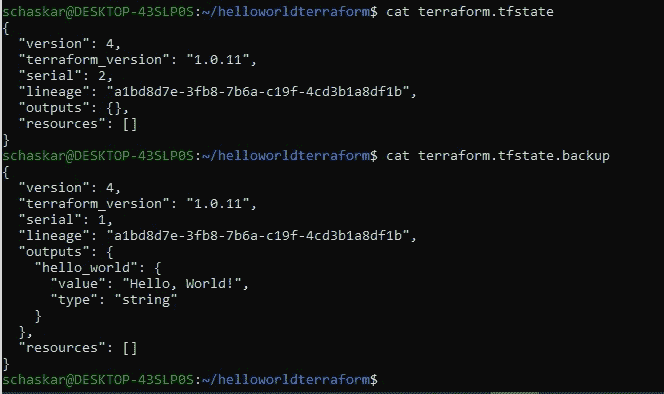 schaskar@DESKTOP-43SLP0S:~/helloworldterraform$ cat terraform.tfstate
{
  "version": 4,
  "terraform_version": "1.0.11",
  "serial": 2,
  "lineage": "a1bd8d7e-3fb8-7b6a-c19f-4cd3b1a8df1b",
  "outputs": {},
  "resources": []
}
schaskar@DESKTOP-43SLP0S:~/helloworldterraform$ cat terraform.tfstate.backup
{
  "version": 4,
  "terraform_version": "1.0.11",
  "serial": 1,
  "lineage": "a1bd8d7e-3fb8-7b6a-c19f-4cd3b1a8df1b",
  "outputs": {
    "hello_world": {
      "value": "Hello, World!",
      "type": "string"
    }
  },
  "resources": []
}
schaskar@DESKTOP-43SLP0S:~/helloworldterraform$